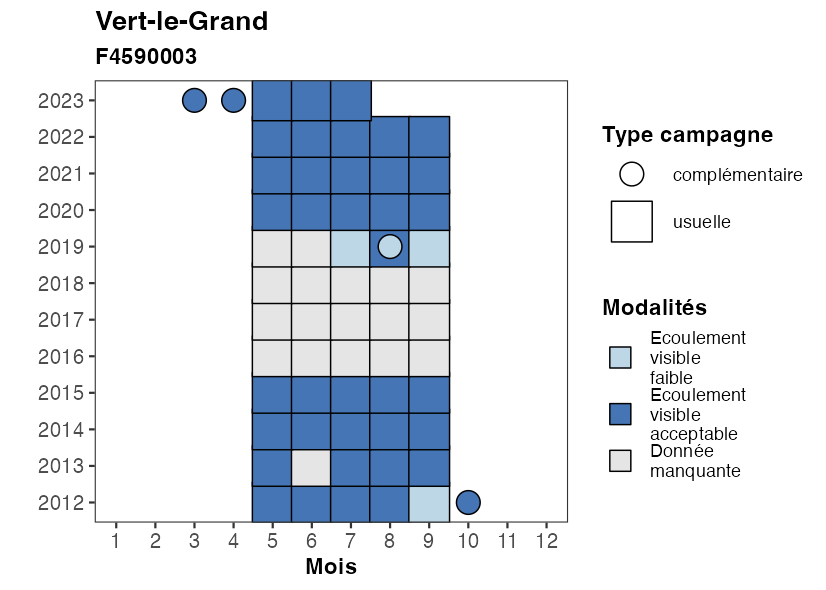 Vert-le-Grand
F4590003
2023
2022
2021
2020
2019
2018
2017
2016
2015
2014
2013
2012
1 2 3 4 5 6 7 8 9 10 11 12
Mois
Type campagne
complémentaire
usuelle
Modalités
Ecoulement
visible
faible
Ecoulement
visible
acceptable
Donnée
manquante